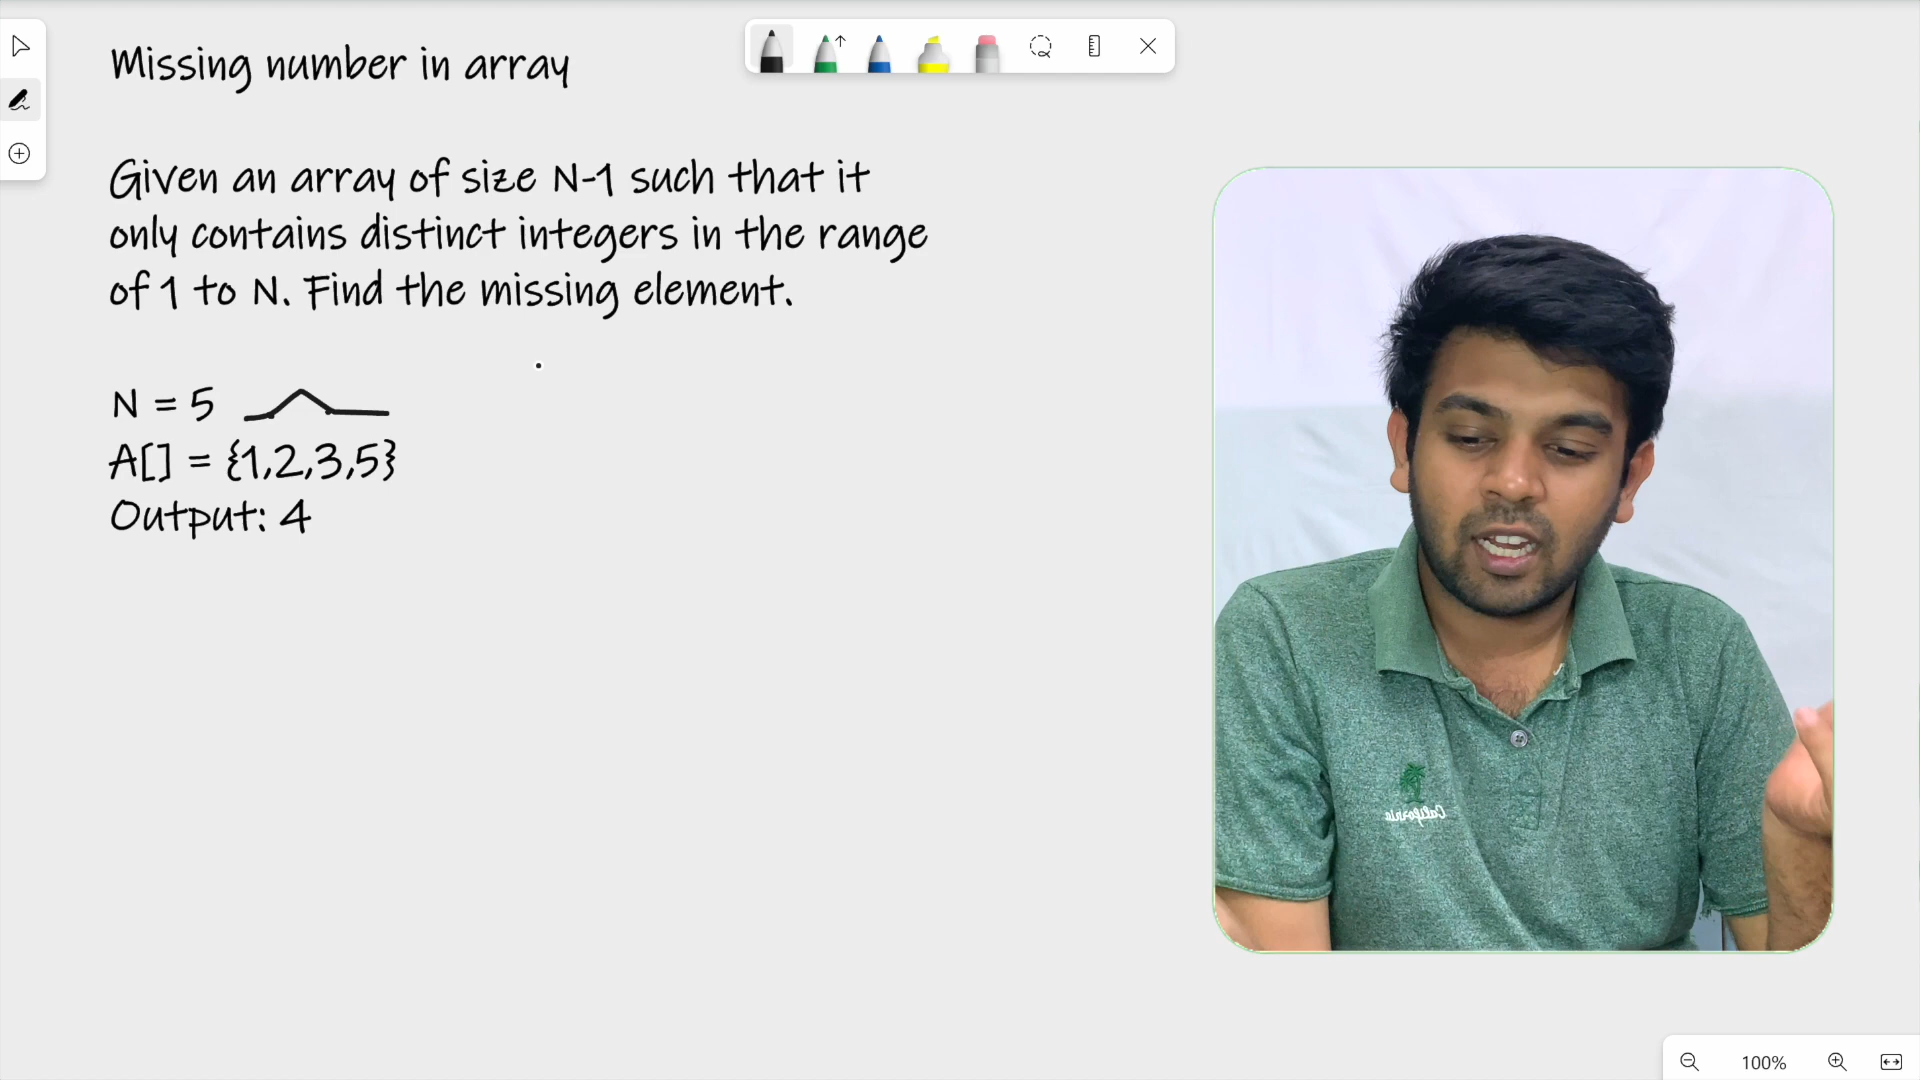 Missing number in array
Given an array of size N-1 such that it
only contains distinct integers in the range
of 1 to N. Find the missing element.
N = 5
A[] = {1,2,3,5}
Output: 4
California
100%